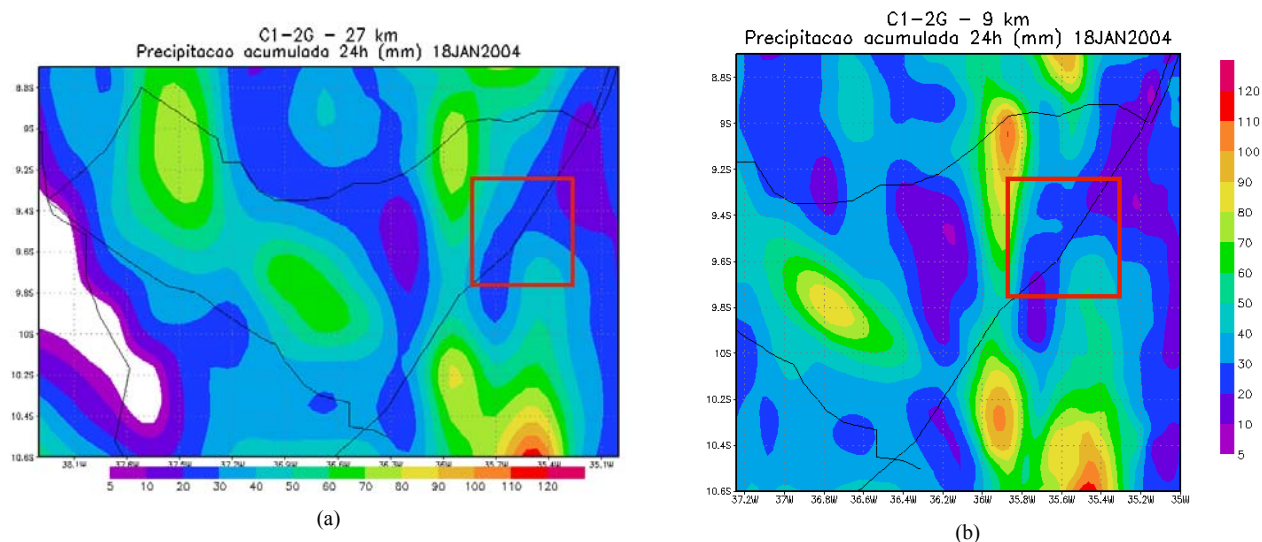 C1-2G - 27 km
Precipitacao acumulada 24h (mm) 18JAN2004
8.8S
9S
9.2S
9.4S
9.6S
9.8S
10S
10.2S
10.4S
10.6S
38.1W 37.8W 37.5W 37.2W 36.9W 36.6W 36.3W 36W 35.7W 35.4W 35.1W
5 10 20 30 40 50 60 70 80 90 100 110 120
(a)
C1-2G - 9 km
Precipitacao acumulada 24h (mm) 18JAN2004
8.8S
9S
9.2S
9.4S
9.6S
9.8S
10S
10.2S
10.4S
10.6S
37.2W 37W 36.8W 36.6W 36.4W 36.2W 36W 35.8W 35.6W 35.4W 35.2W 35W
120
110
100
90
80
70
60
50
40
30
20
10
5
(b)